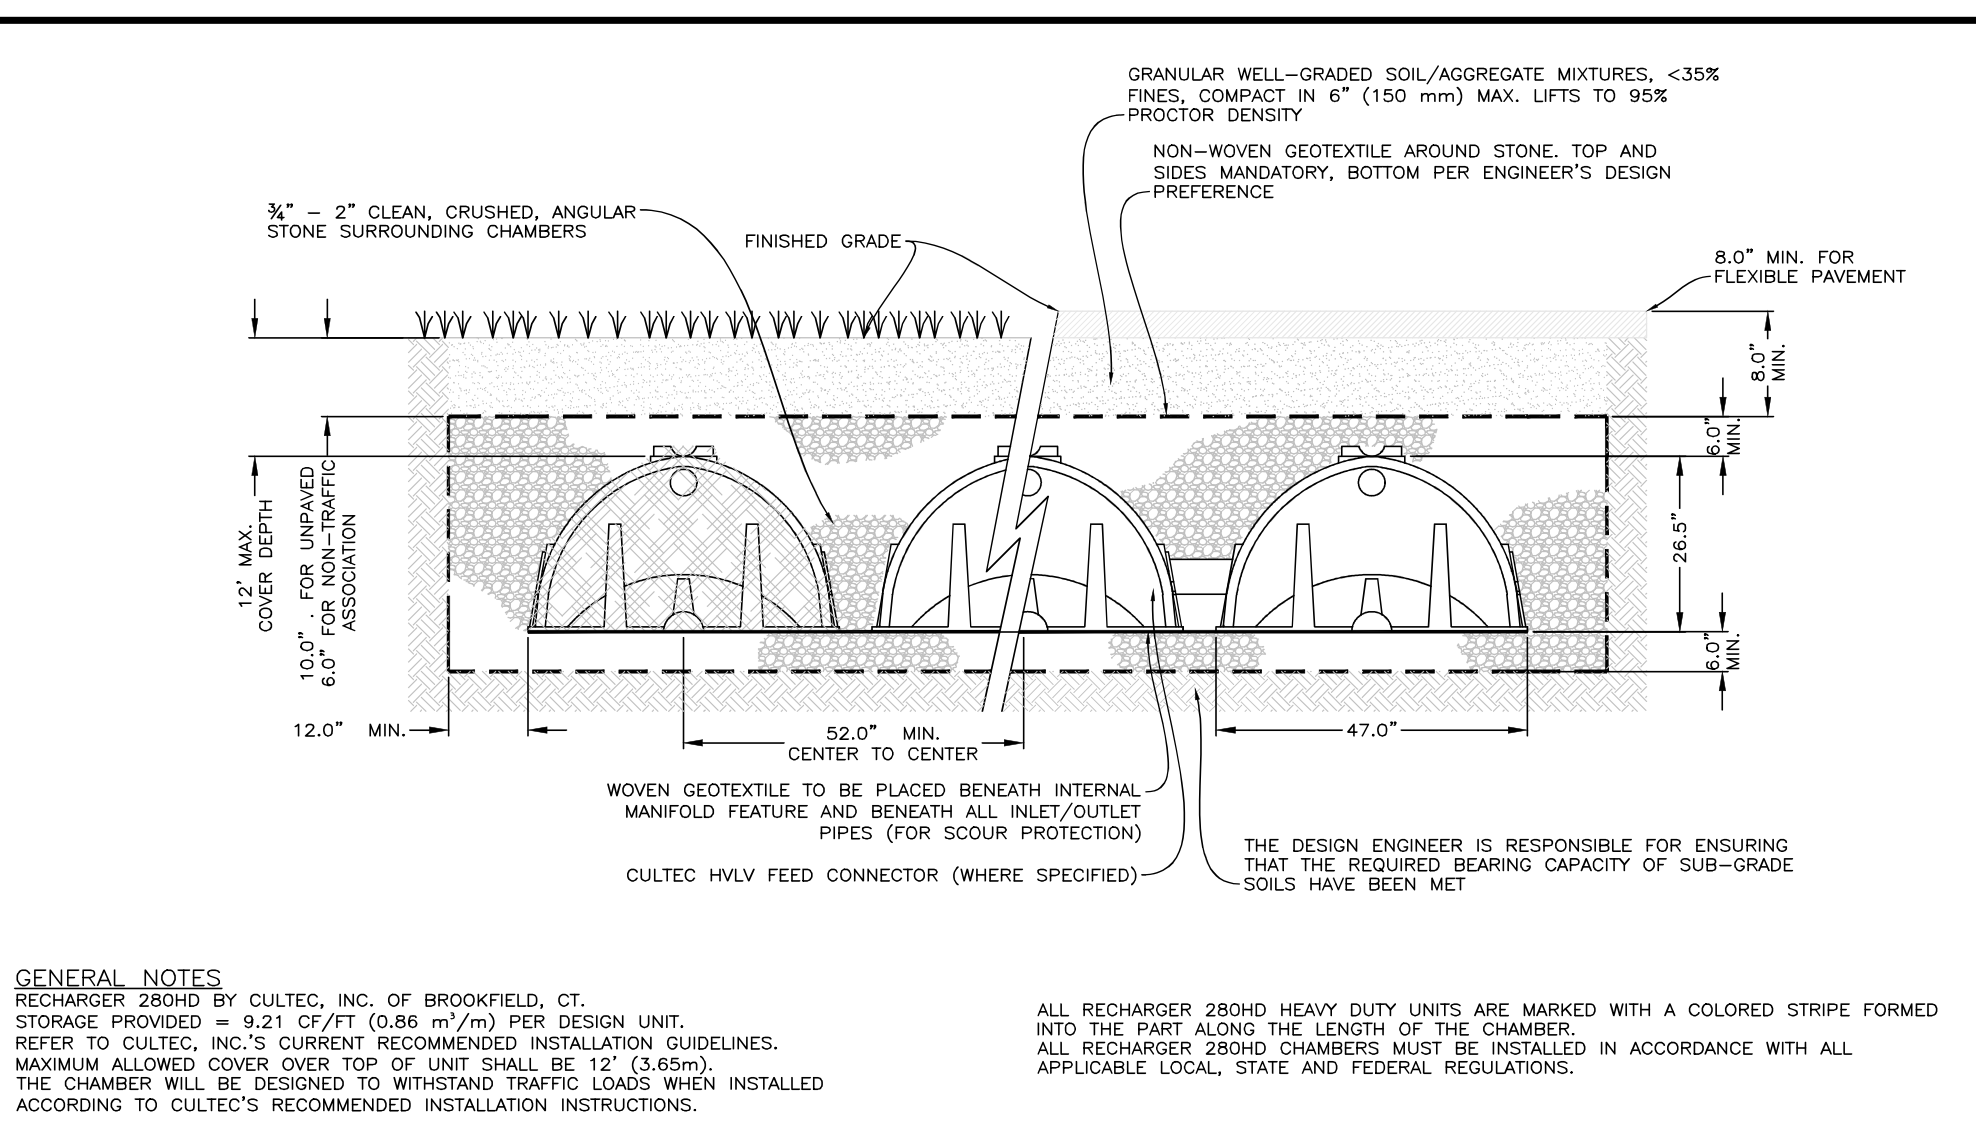 GRANULAR WELL-GRADED SOIL/AGGREGATE MIXTURES, <35%
FINES, COMPACT IN 6" (150 mm) MAX. LIFTS TO 95%
PROCTOR DENSITY
NON-WOVEN GEOTEXTILE AROUND STONE. TOP AND
SIDES MANDATORY, BOTTOM PER ENGINEER'S DESIGN
PREFERENCE
¾" - 2" CLEAN, CRUSHED, ANGULAR
STONE SURROUNDING CHAMBERS
FINISHED GRADE
8.0" MIN. FOR
FLEXIBLE PAVEMENT
8.0"
MIN.
6.0"
MIN.
26.5"
6.0"
MIN.
12' MAX.
COVER DEPTH
10.0" . FOR UNPAVED
6.0" FOR NON-TRAFFIC
ASSOCIATION
12.0" MIN.
52.0" MIN.
CENTER TO CENTER
47.0"
WOVEN GEOTEXTILE TO BE PLACED BENEATH INTERNAL
MANIFOLD FEATURE AND BENEATH ALL INLET/OUTLET
PIPES (FOR SCOUR PROTECTION)
CULTEC HVLV FEED CONNECTOR (WHERE SPECIFIED)
THE DESIGN ENGINEER IS RESPONSIBLE FOR ENSURING
THAT THE REQUIRED BEARING CAPACITY OF SUB-GRADE
SOILS HAVE BEEN MET
GENERAL NOTES
RECHARGER 280HD BY CULTEC, INC. OF BROOKFIELD, CT.
STORAGE PROVIDED = 9.21 CF/FT (0.86 m³/m) PER DESIGN UNIT.
REFER TO CULTEC, INC.'S CURRENT RECOMMENDED INSTALLATION GUIDELINES.
MAXIMUM ALLOWED COVER OVER TOP OF UNIT SHALL BE 12' (3.65m).
THE CHAMBER WILL BE DESIGNED TO WITHSTAND TRAFFIC LOADS WHEN INSTALLED
ACCORDING TO CULTEC'S RECOMMENDED INSTALLATION INSTRUCTIONS.
ALL RECHARGER 280HD HEAVY DUTY UNITS ARE MARKED WITH A COLORED STRIPE FORMED
INTO THE PART ALONG THE LENGTH OF THE CHAMBER.
ALL RECHARGER 280HD CHAMBERS MUST BE INSTALLED IN ACCORDANCE WITH ALL
APPLICABLE LOCAL, STATE AND FEDERAL REGULATIONS.